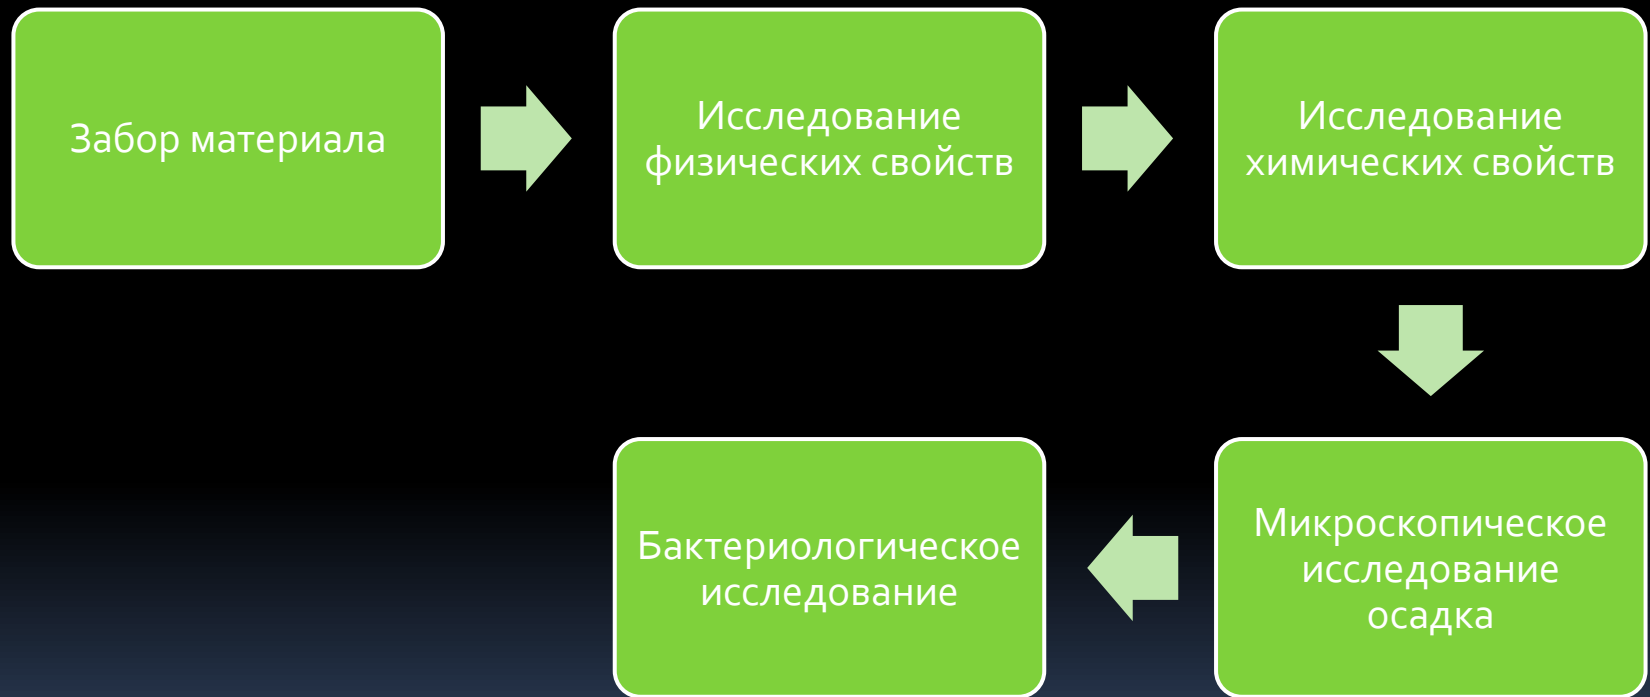 Забор материала
Исследование
физических свойств
Исследование
химических свойств
Микроскопическое
исследование
осадка
Бактериологическое
исследование